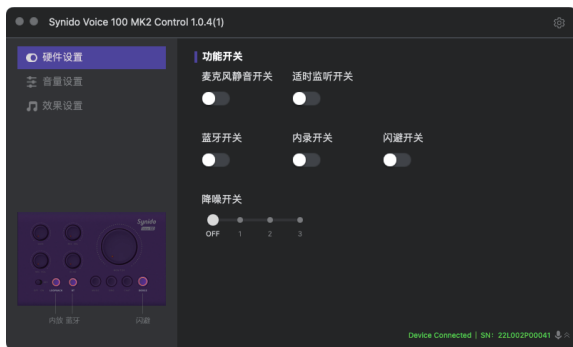 Synido Voice 100 MK2 Control 1.0.4(1)
硬件设置
音量设置
效果设置
功能开关
麦克风静音开关 适时监听开关
蓝牙开关 内录开关 闪避开关
降噪开关
OFF 1 2 3
Synido
内放 蓝牙 闪避
Device Connected | SN: 22L002P00041